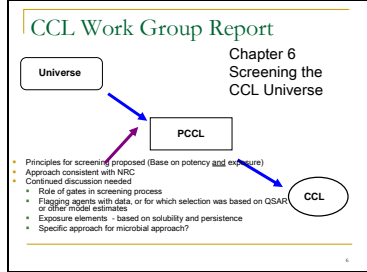 CCL Work Group Report
Chapter 6
Screening the
CCL Universe
Universe
PCCL
Principles for screening proposed (Base on potency and exposure)
Approach consistent with NRC
Continued discussion needed
Role of gates in screening process
Flagging agents with data, or for which selection was based on QSAR
or other model estimates
Exposure elements - based on solubility and persistence
Specific approach for microbial approach?
CCL
6